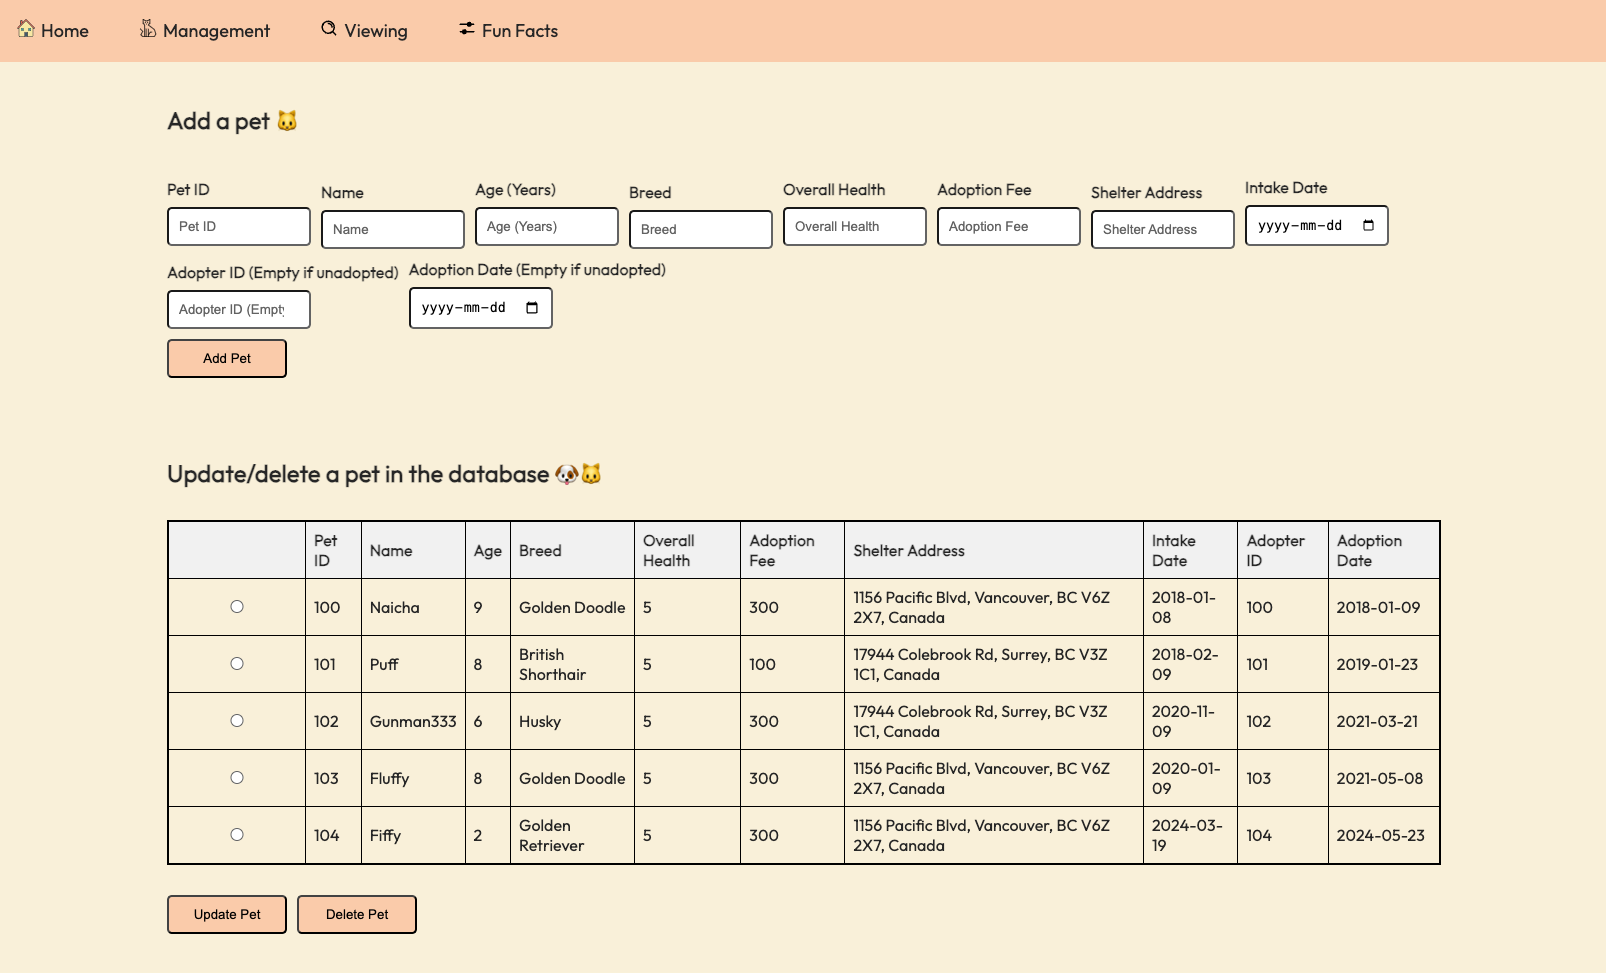 Home Management Viewing Fun Facts
Add a pet 🐱
Pet ID Name Age (Years) Breed Overall Health Adoption Fee Shelter Address Intake Date
Pet ID Name Age (Years) Breed Overall Health Adoption Fee Shelter Address yyyy-mm-dd
Adopter ID (Empty if unadopted) Adoption Date (Empty if unadopted)
Adopter ID (Empty yyyy-mm-dd
Add Pet
Update/delete a pet in the database 🐶🐱
Pet ID Name Age Breed Overall Health Adoption Fee Shelter Address Intake Date Adopter ID Adoption Date
100 Naicha 9 Golden Doodle 5 300 1156 Pacific Blvd, Vancouver, BC V6Z 2X7, Canada 2018-01-08 100 2018-01-09
101 Puff 8 British Shorthair 5 100 17944 Colebrook Rd, Surrey, BC V3Z 1C1, Canada 2018-02-09 101 2019-01-23
102 Gunman333 6 Husky 5 300 17944 Colebrook Rd, Surrey, BC V3Z 1C1, Canada 2020-11-09 102 2021-03-21
103 Fluffy 8 Golden Doodle 5 300 1156 Pacific Blvd, Vancouver, BC V6Z 2X7, Canada 2020-01-09 103 2021-05-08
104 Fiffy 2 Golden Retriever 5 300 1156 Pacific Blvd, Vancouver, BC V6Z 2X7, Canada 2024-03-19 104 2024-05-23
Update Pet Delete Pet